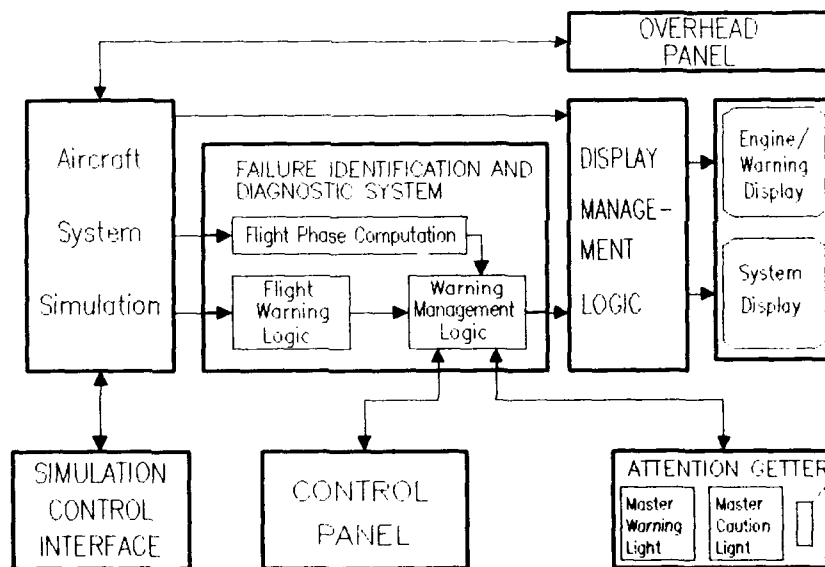 OVERHEAD
PANEL
Aircraft
System
Simulation
FAILURE IDENTIFICATION AND
DIAGNOSTIC SYSTEM
Flight Phase Computation
Flight
Warning
Logic
Warning
Management
Logic
DISPLAY
MANAGE-
MENT
LOGIC
Engine/
Warning
Display
System
Display
SIMULATION
CONTROL
INTERFACE
CONTROL
PANEL
ATTENTION GETTER
Master
Warning
Light
Master
Caution
Light